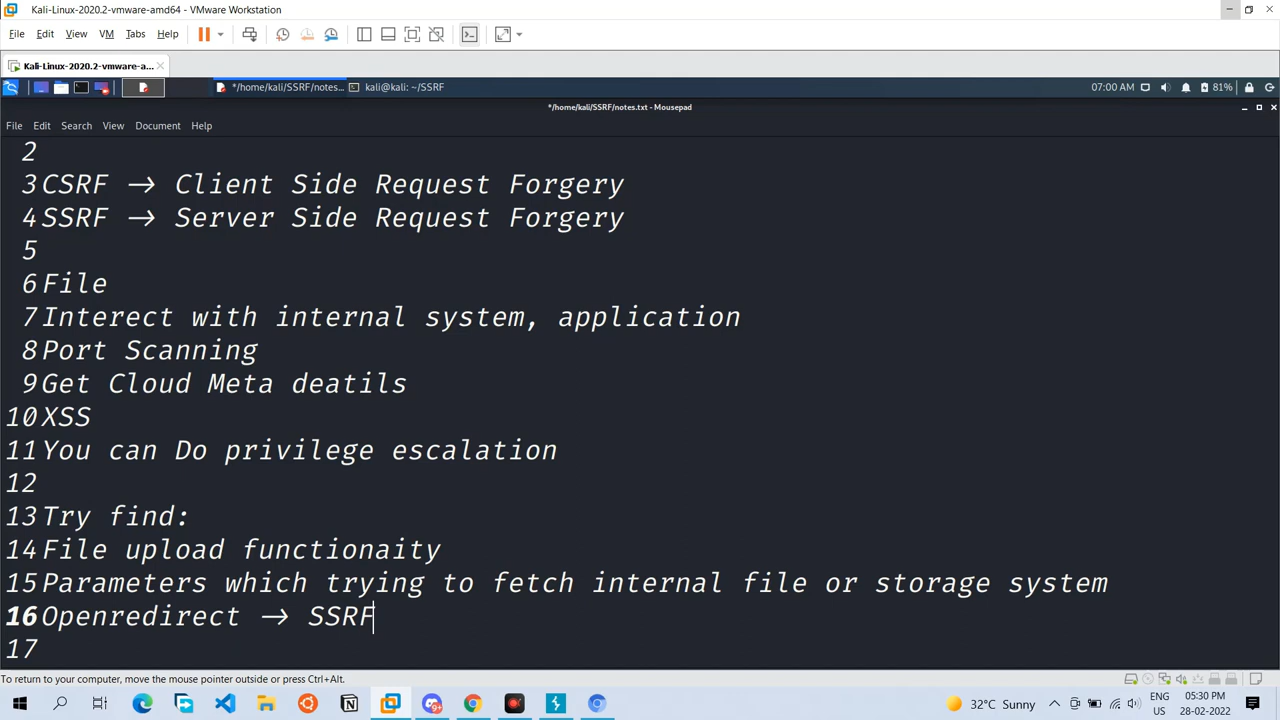 Kali-Linux-2020.2-vmware-amd64 - VMware Workstation
File Edit View VM Tabs Help
Kali-Linux-2020.2-vmware-a...
*/home/kali/SSRF/notes... kali@kali: ~/SSRF 07:00 AM 81%
*/home/kali/SSRF/notes.txt - Mousepad
File Edit Search View Document Help
2
3 CSRF → Client Side Request Forgery
4 SSRF → Server Side Request Forgery
5
6 File
7 Interect with internal system, application
8 Port Scanning
9 Get Cloud Meta deatils
10 XSS
11 You can Do privilege escalation
12
13 Try find:
14 File upload functionaity
15 Parameters which trying to fetch internal file or storage system
16 Openredirect → SSRF
17
To return to your computer, move the mouse pointer outside or press Ctrl+Alt.
32°C Sunny ENG US 05:30 PM 28-02-2022